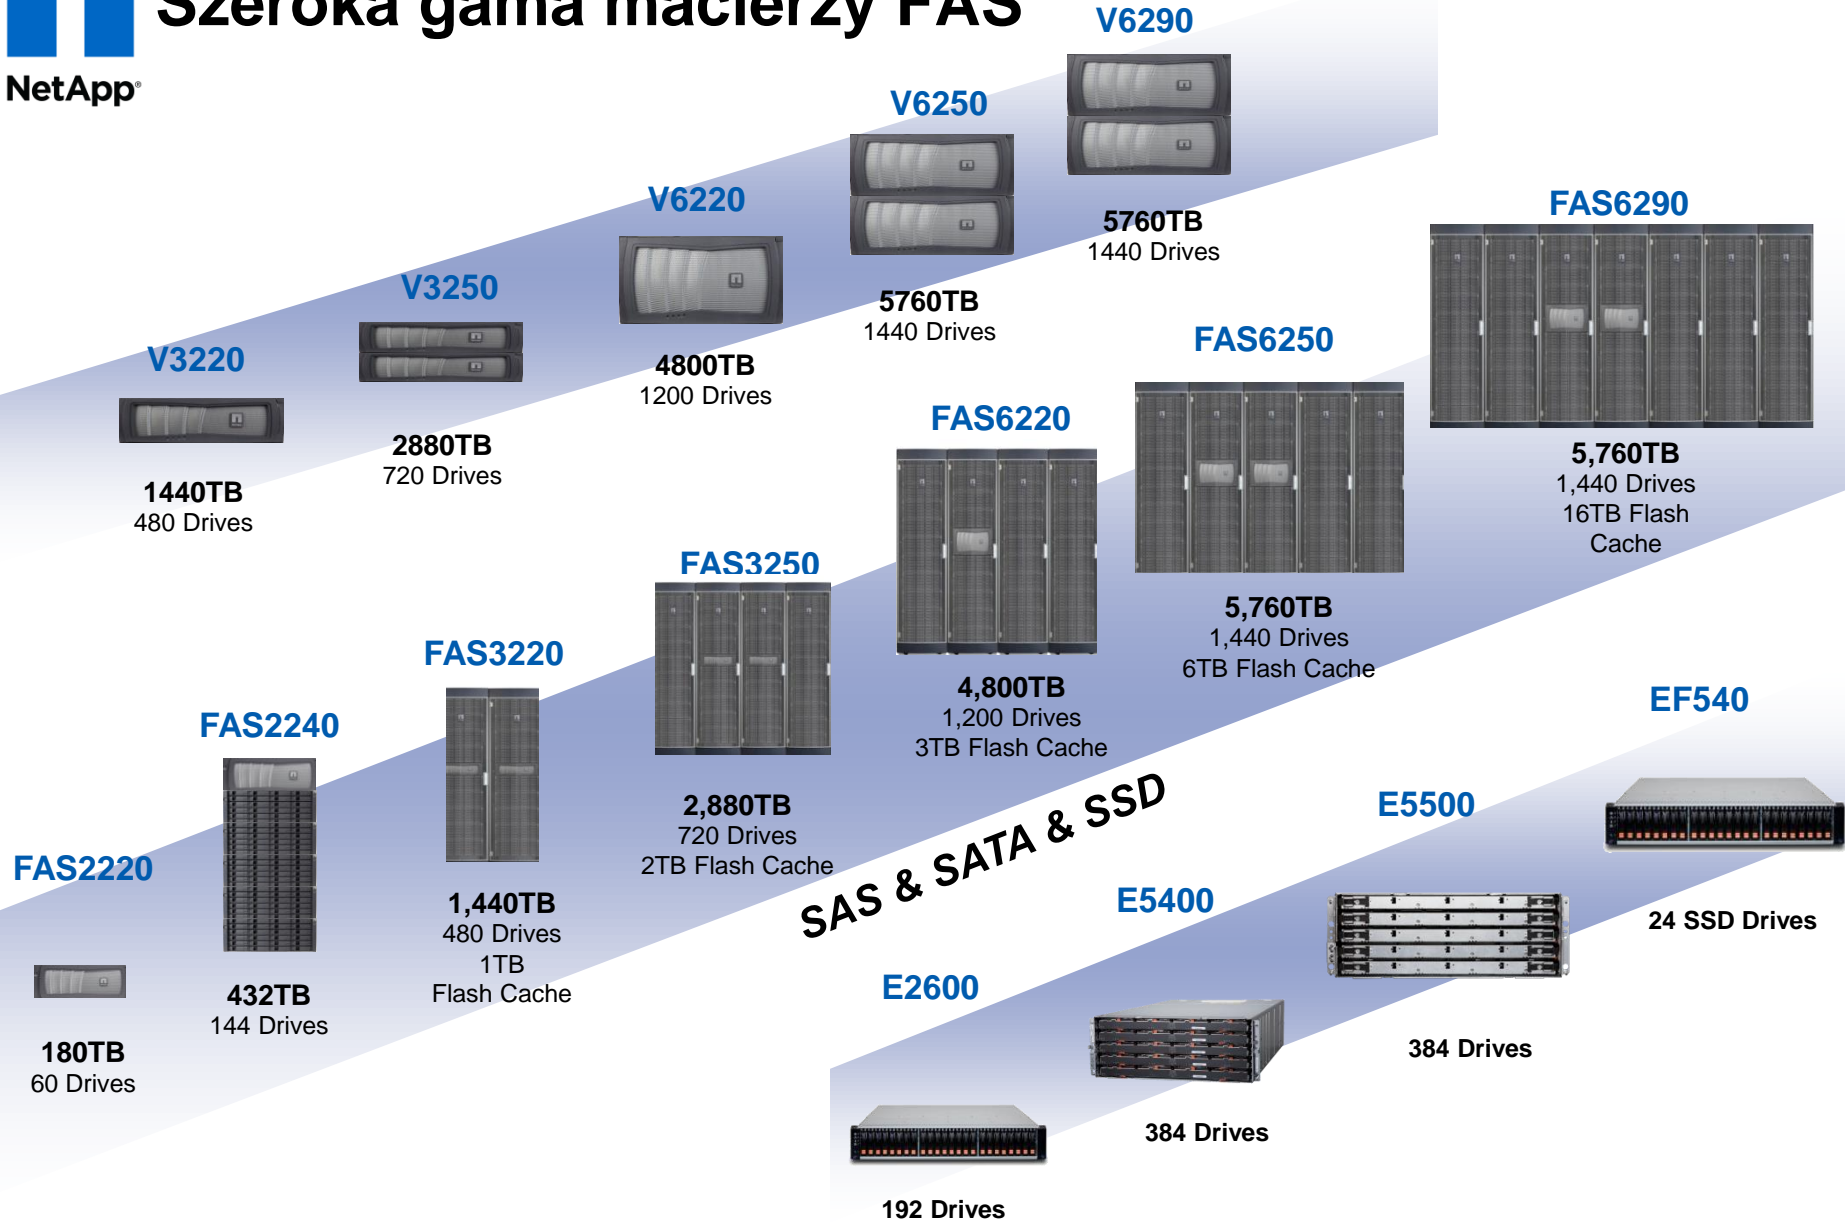 Szeroka gama macierzy FAS
NetApp®
V6290
5760TB
1440 Drives
V6250
5760TB
1440 Drives
V6220
4800TB
1200 Drives
V3250
2880TB
720 Drives
V3220
1440TB
480 Drives
FAS6290
5,760TB
1,440 Drives
16TB Flash
Cache
FAS6250
5,760TB
1,440 Drives
6TB Flash Cache
FAS6220
4,800TB
1,200 Drives
3TB Flash Cache
FAS3250
2,880TB
720 Drives
2TB Flash Cache
FAS3220
1,440TB
480 Drives
1TB
Flash Cache
FAS2240
432TB
144 Drives
FAS2220
180TB
60 Drives
SAS & SATA & SSD
EF540
24 SSD Drives
E5500
384 Drives
E5400
384 Drives
E2600
192 Drives